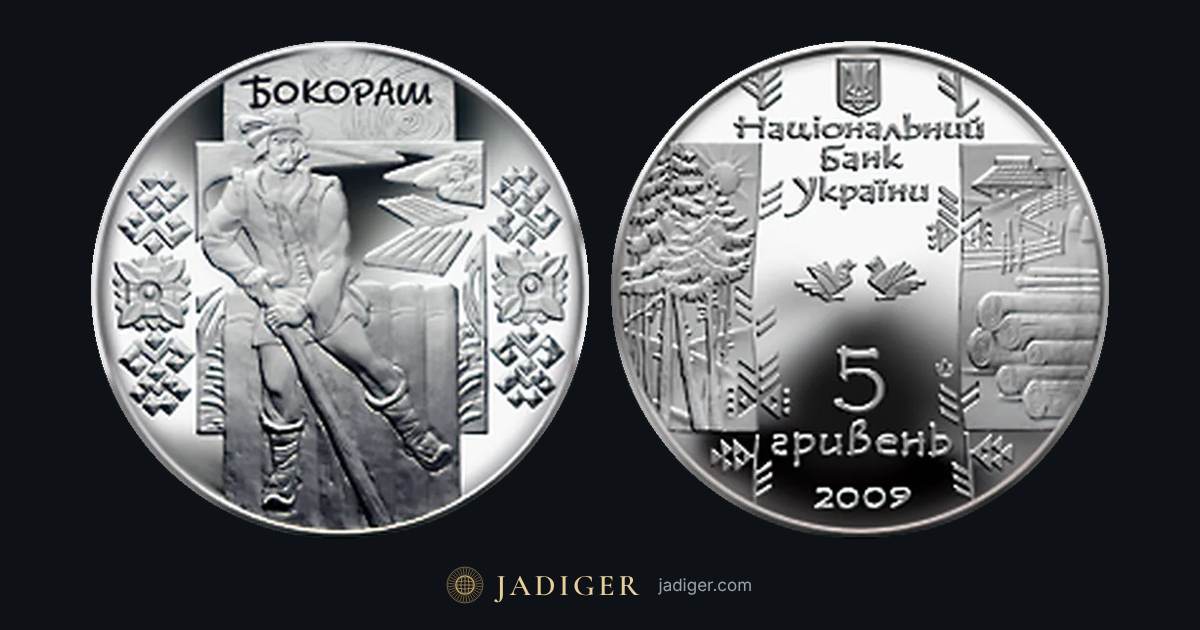 БОКОРАШ
Національний
Банк
України
5
гривень
2009
JADIGER
jadiger.com